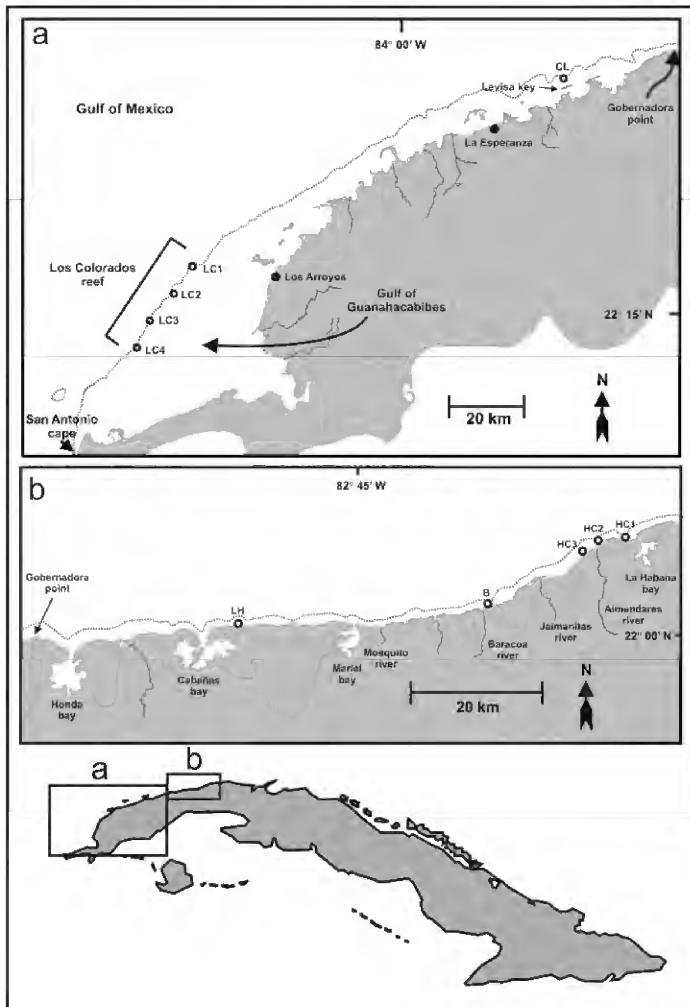 a
84° 00' W
CL
Levisa key
Gulf of Mexico
Gobernadora
point
La Esperanza
Los Colorados
reef
LC1
Los Arroyos
LC2
Gulf of
Guanahacabibes
LC3
22° 15' N
LC4
N
San Antonio
cape
20 km
b
82° 45' W
HC3
HC2
HC3
La Habana
bay
Gobernadora
point
LH
B
Almendares
river
Jaimanitas
river
22° 00' N
Mosquito
river
Baracoa
river
Cabañas
bay
Mariel
bay
N
Honda
bay
20 km
a
b